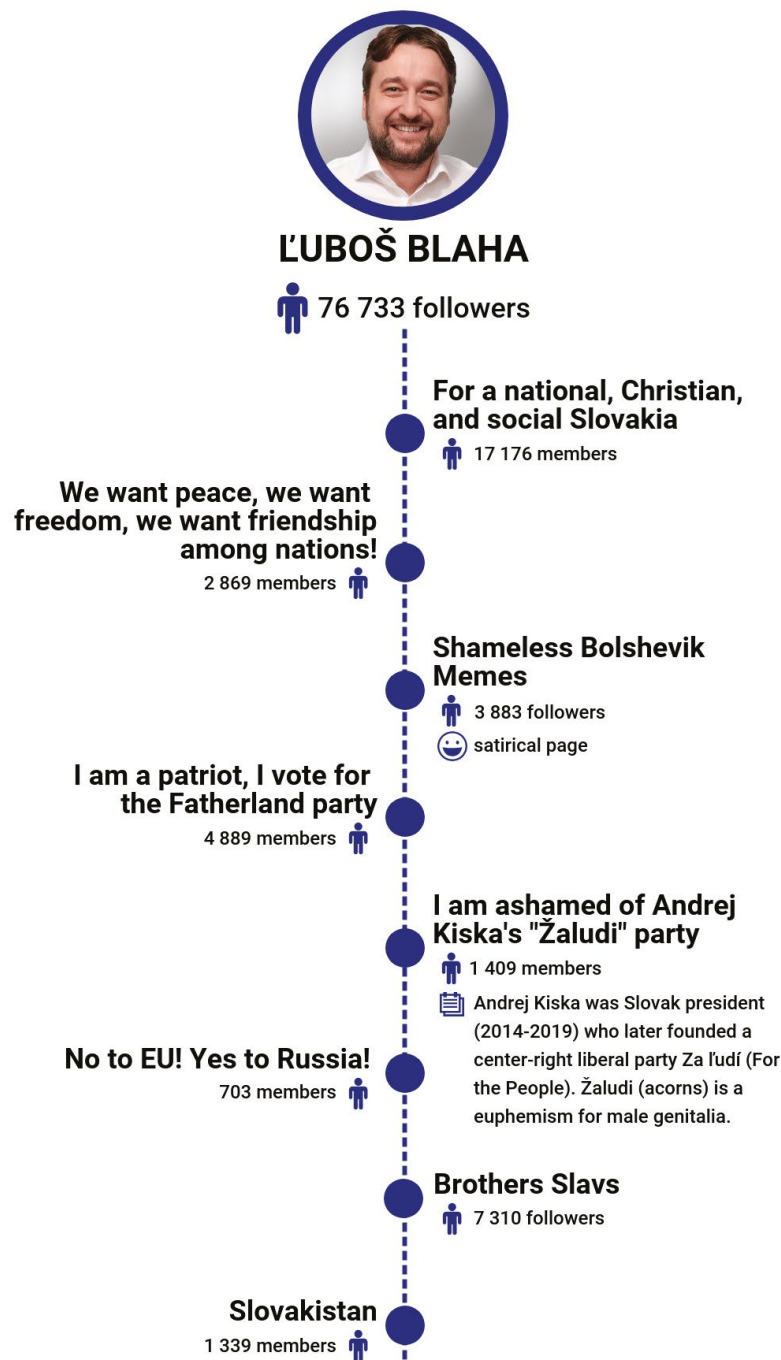 ĽUBOŠ BLAHA
76 733 followers
For a national, Christian,
and social Slovakia
17 176 members
We want peace, we want
freedom, we want friendship
among nations!
2 869 members
Shameless Bolshevik
Memes
3 883 followers
satirical page
I am a patriot, I vote for
the Fatherland party
4 889 members
I am ashamed of Andrej
Kiska's "Žaludi" party
1 409 members
Andrej Kiska was Slovak president
(2014-2019) who later founded a
center-right liberal party Za ľudí (For
the People). Žaludi (acorns) is a
euphemism for male genitalia.
No to EU! Yes to Russia!
703 members
Brothers Slavs
7 310 followers
Slovakistan
1 339 members